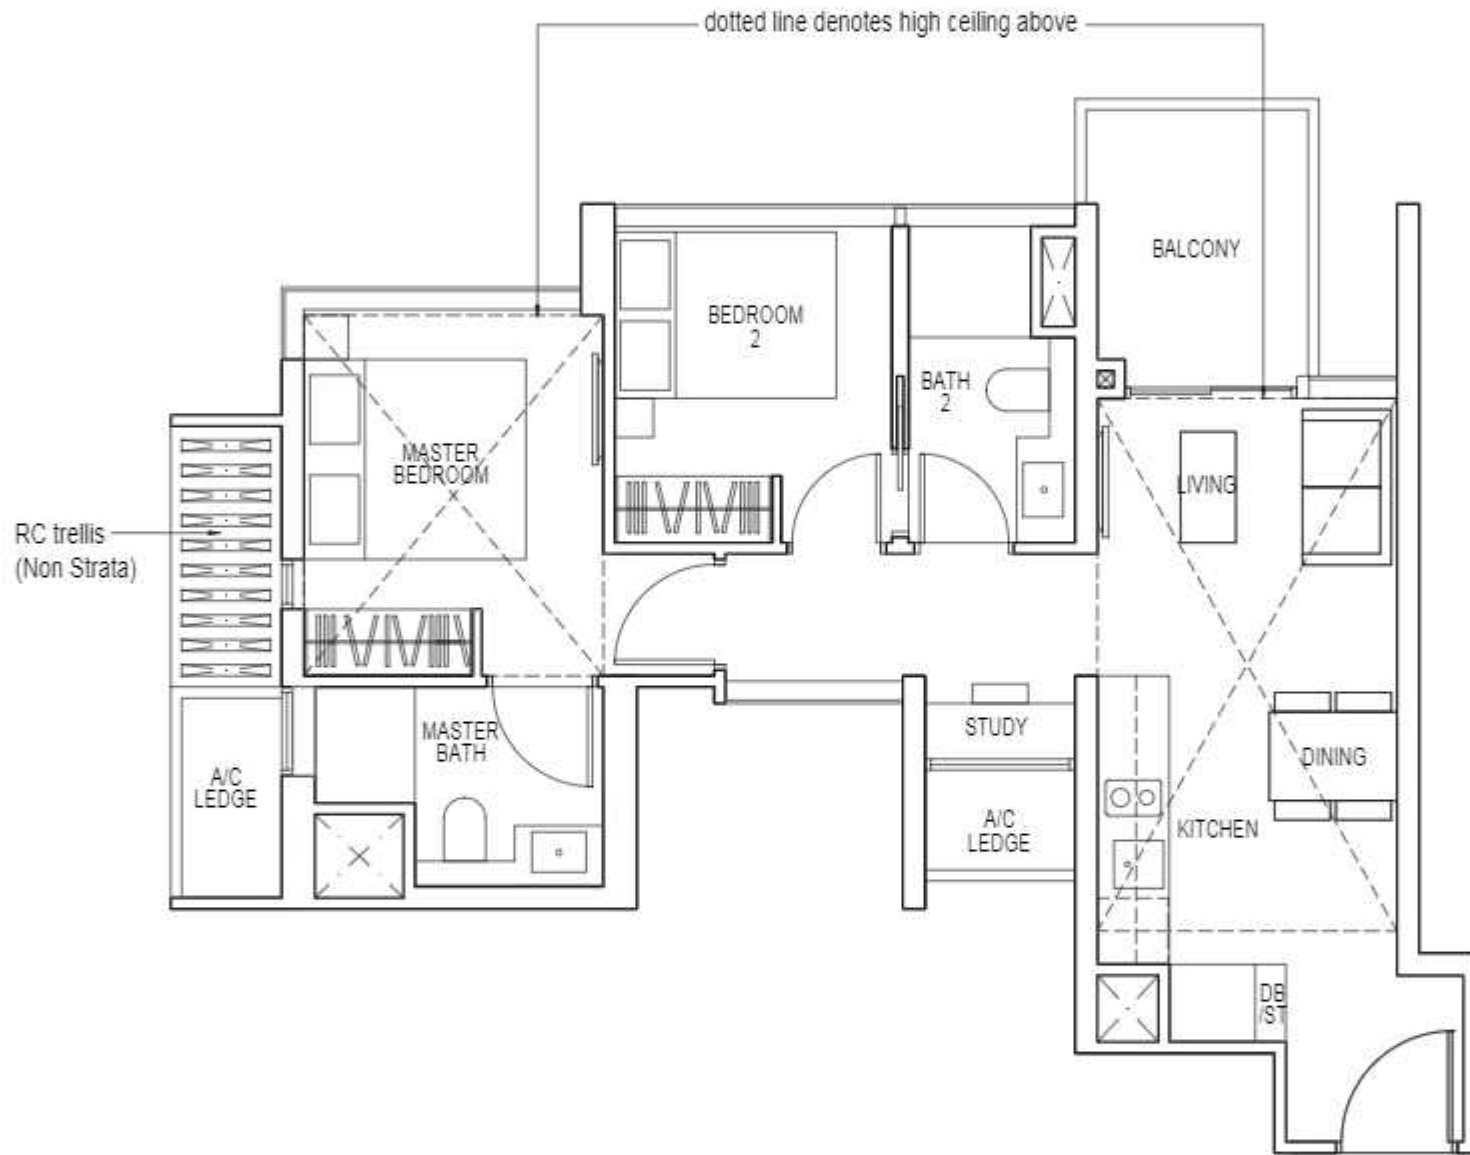 dotted line denotes high ceiling above
BALCONY
BEDROOM
2
BATH
2
MASTER
BEDROOM
LIVING
RC trellis
(Non Strata)
STUDY
MASTER
BATH
DINING
A/C
LEDGE
A/C
LEDGE
KITCHEN
DB
/ST